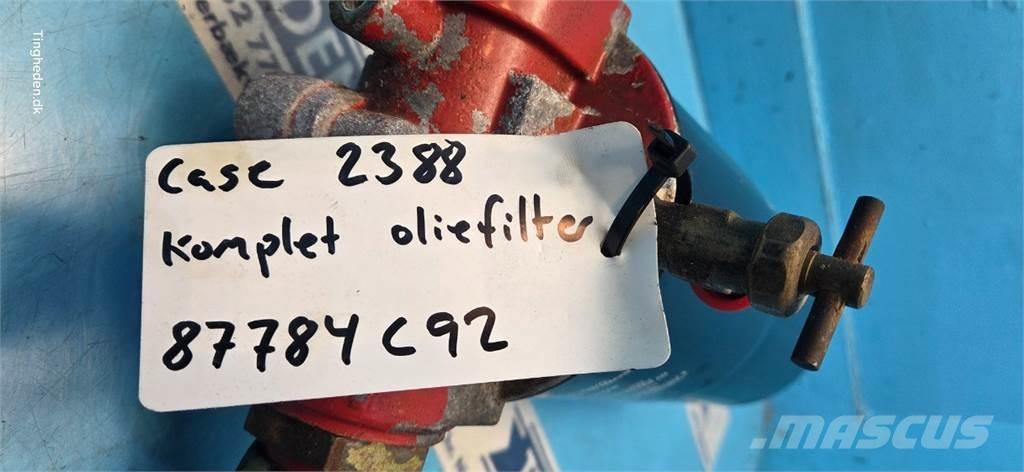 Tingheden.dk
Case 2388
Komplet oliefilter
87784C92
MASCUS